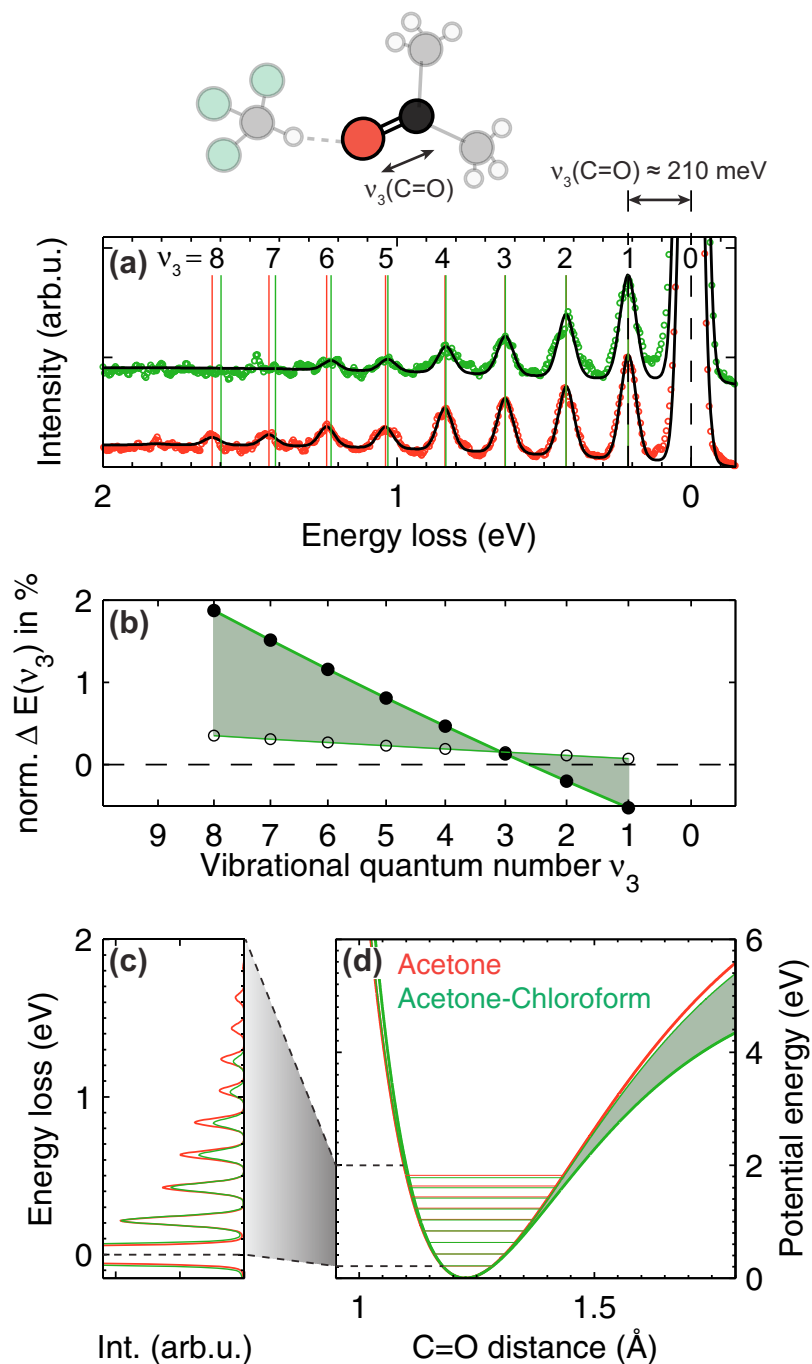 ν3(C=O)
ν3(C=O) ≈ 210 meV
(a) ν3 = 8 7 6 5 4 3 2 1 0
Intensity (arb.u.)
2 1 0
Energy loss (eV)
(b)
norm. Δ E(ν3) in %
2
1
0
9 8 7 6 5 4 3 2 1 0
Vibrational quantum number ν3
(c)
Energy loss (eV)
2
1
0
Int. (arb.u.)
(d)
Acetone
Acetone-Chloroform
6
4
2
0
Potential energy (eV)
1 1.5
C=O distance (Å)